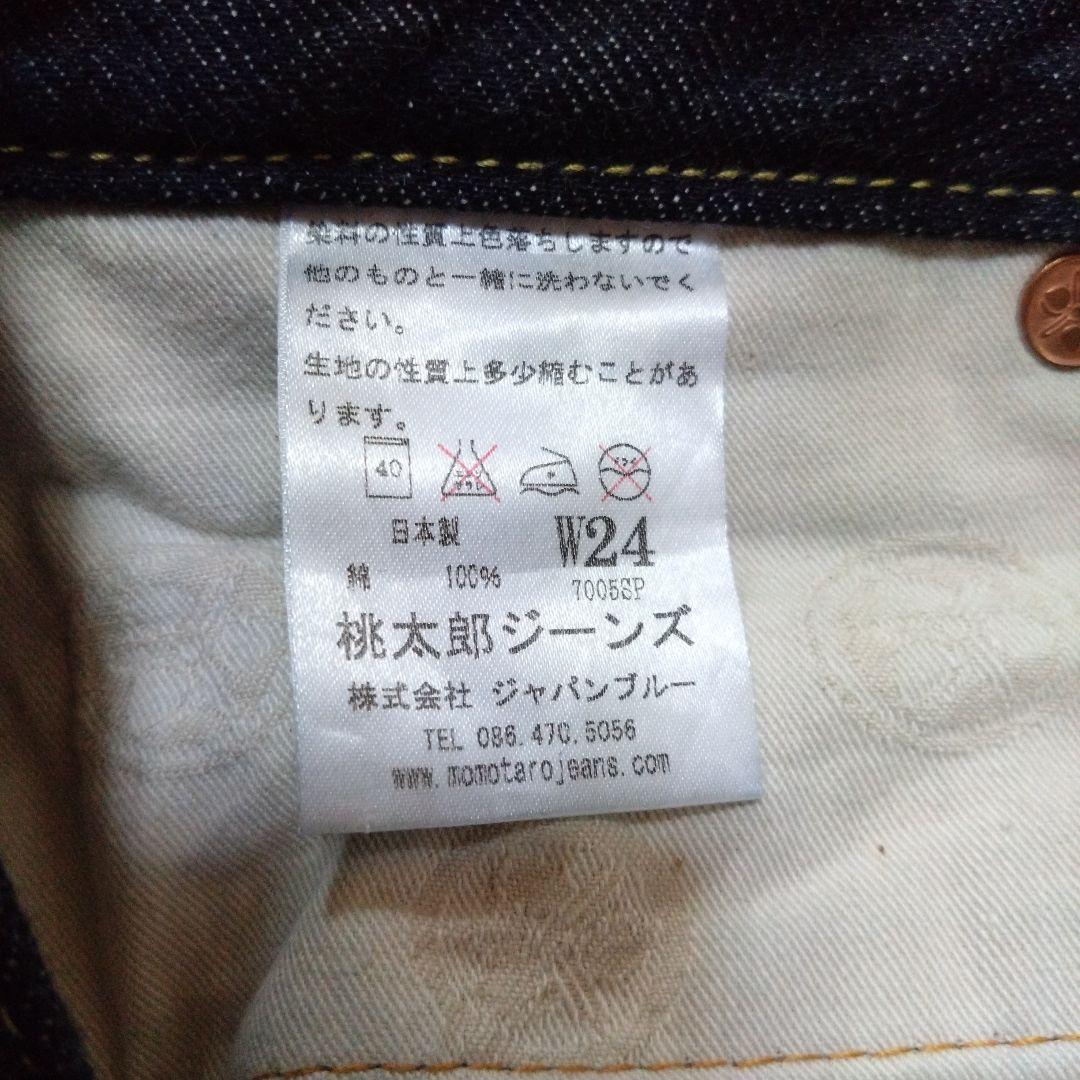 染料の性質上色落ちしますので
他のものと一緒に洗わないでく
ださい。
生地の性質上多少縮むことがあ
ります。
40
日本製 W24
綿 100% 7005SP
桃太郎ジーンズ
株式会社 ジャパンブルー
TEL 086.470.5056
www.momotarojeans.com